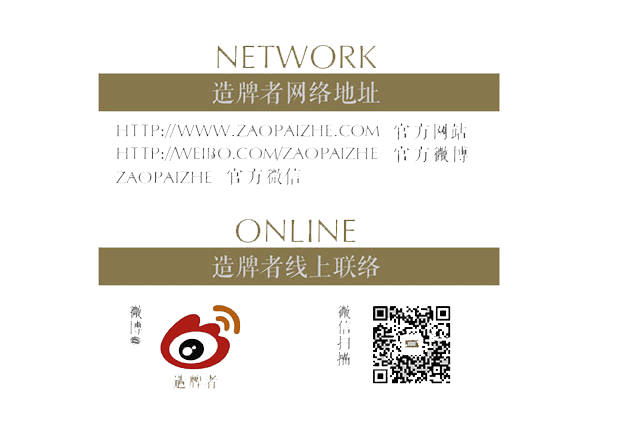 NETWORK
造牌者网络地址
HTTP://WWW.ZAOPAIZHE.COM 官方网站
HTTP://WEIBO.COM/ZAOPAIZHE 官方微博
ZAOPAIZHE 官方微信
ONLINE
造牌者线上联络
微博
造牌者
微信扫描